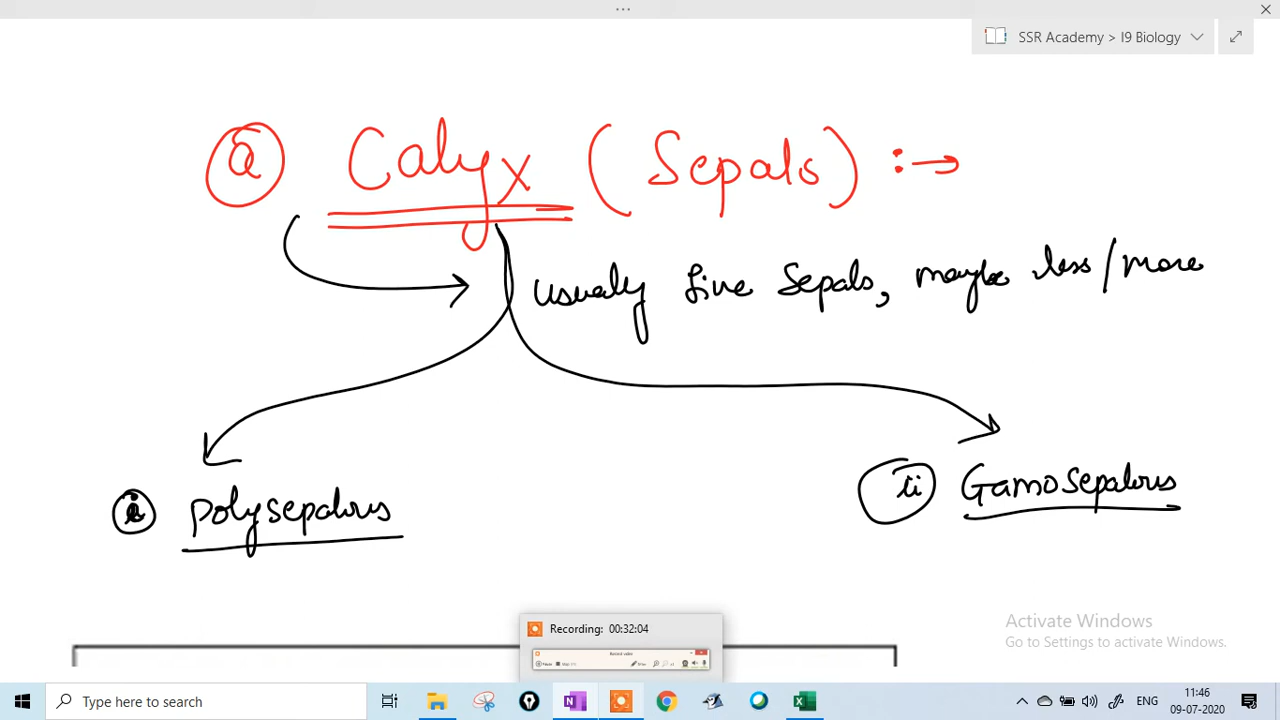 SSR Academy > I9 Biology
a Calyx (Sepals) :→
usually five Sepals, maybe less/more
i polysepalous
ii Gamosepalous
Recording: 00:32:04
Activate Windows
Go to Settings to activate Windows.
Type here to search
ENG
11:46
09-07-2020